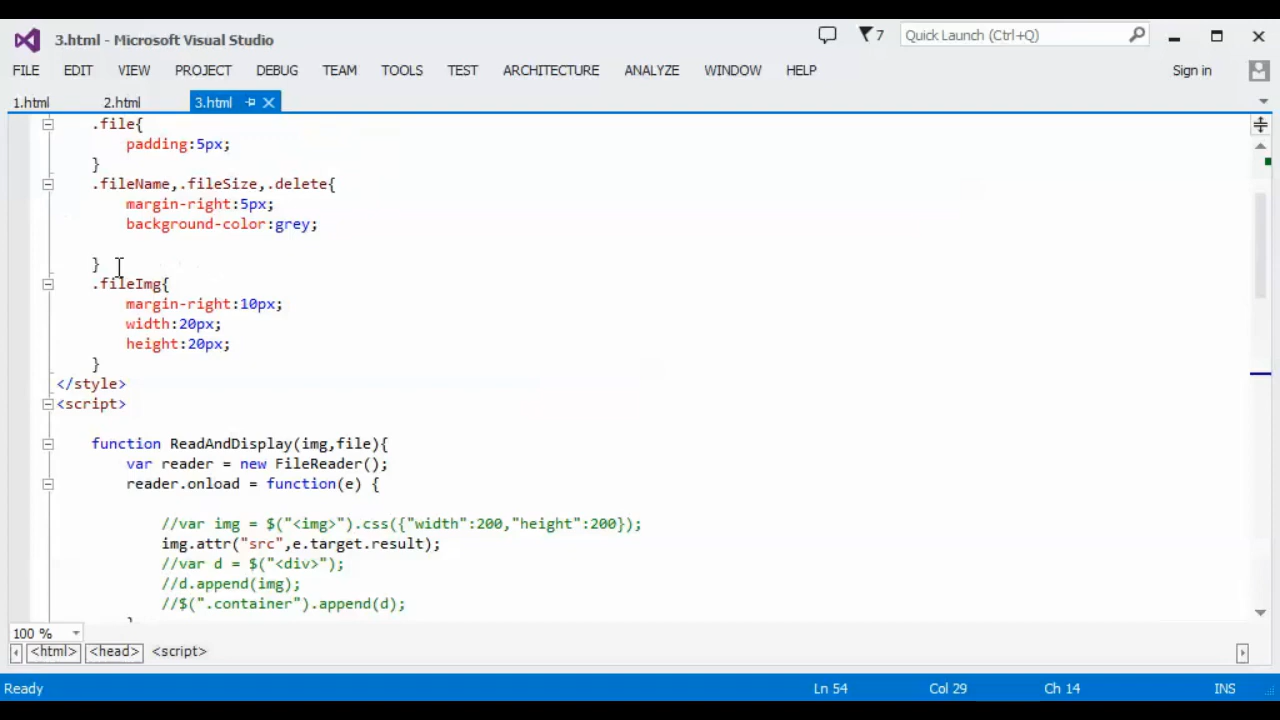 3.html - Microsoft Visual Studio
7
Quick Launch (Ctrl+Q)
FILE EDIT VIEW PROJECT DEBUG TEAM TOOLS TEST ARCHITECTURE ANALYZE WINDOW HELP
Sign in
1.html 2.html 3.html
.file{
padding:5px;
}
.fileName,.fileSize,.delete{
margin-right:5px;
background-color:grey;
}
.fileImg{
margin-right:10px;
width:20px;
height:20px;
}
</style>
<script>
function ReadAndDisplay(img,file){
var reader = new FileReader();
reader.onload = function(e) {
//var img = $("<img>").css({"width":200,"height":200});
img.attr("src",e.target.result);
//var d = $("<div>");
//d.append(img);
//$(".container").append(d);
100 %
<html> <head> <script>
Ready Ln 54 Col 29 Ch 14 INS